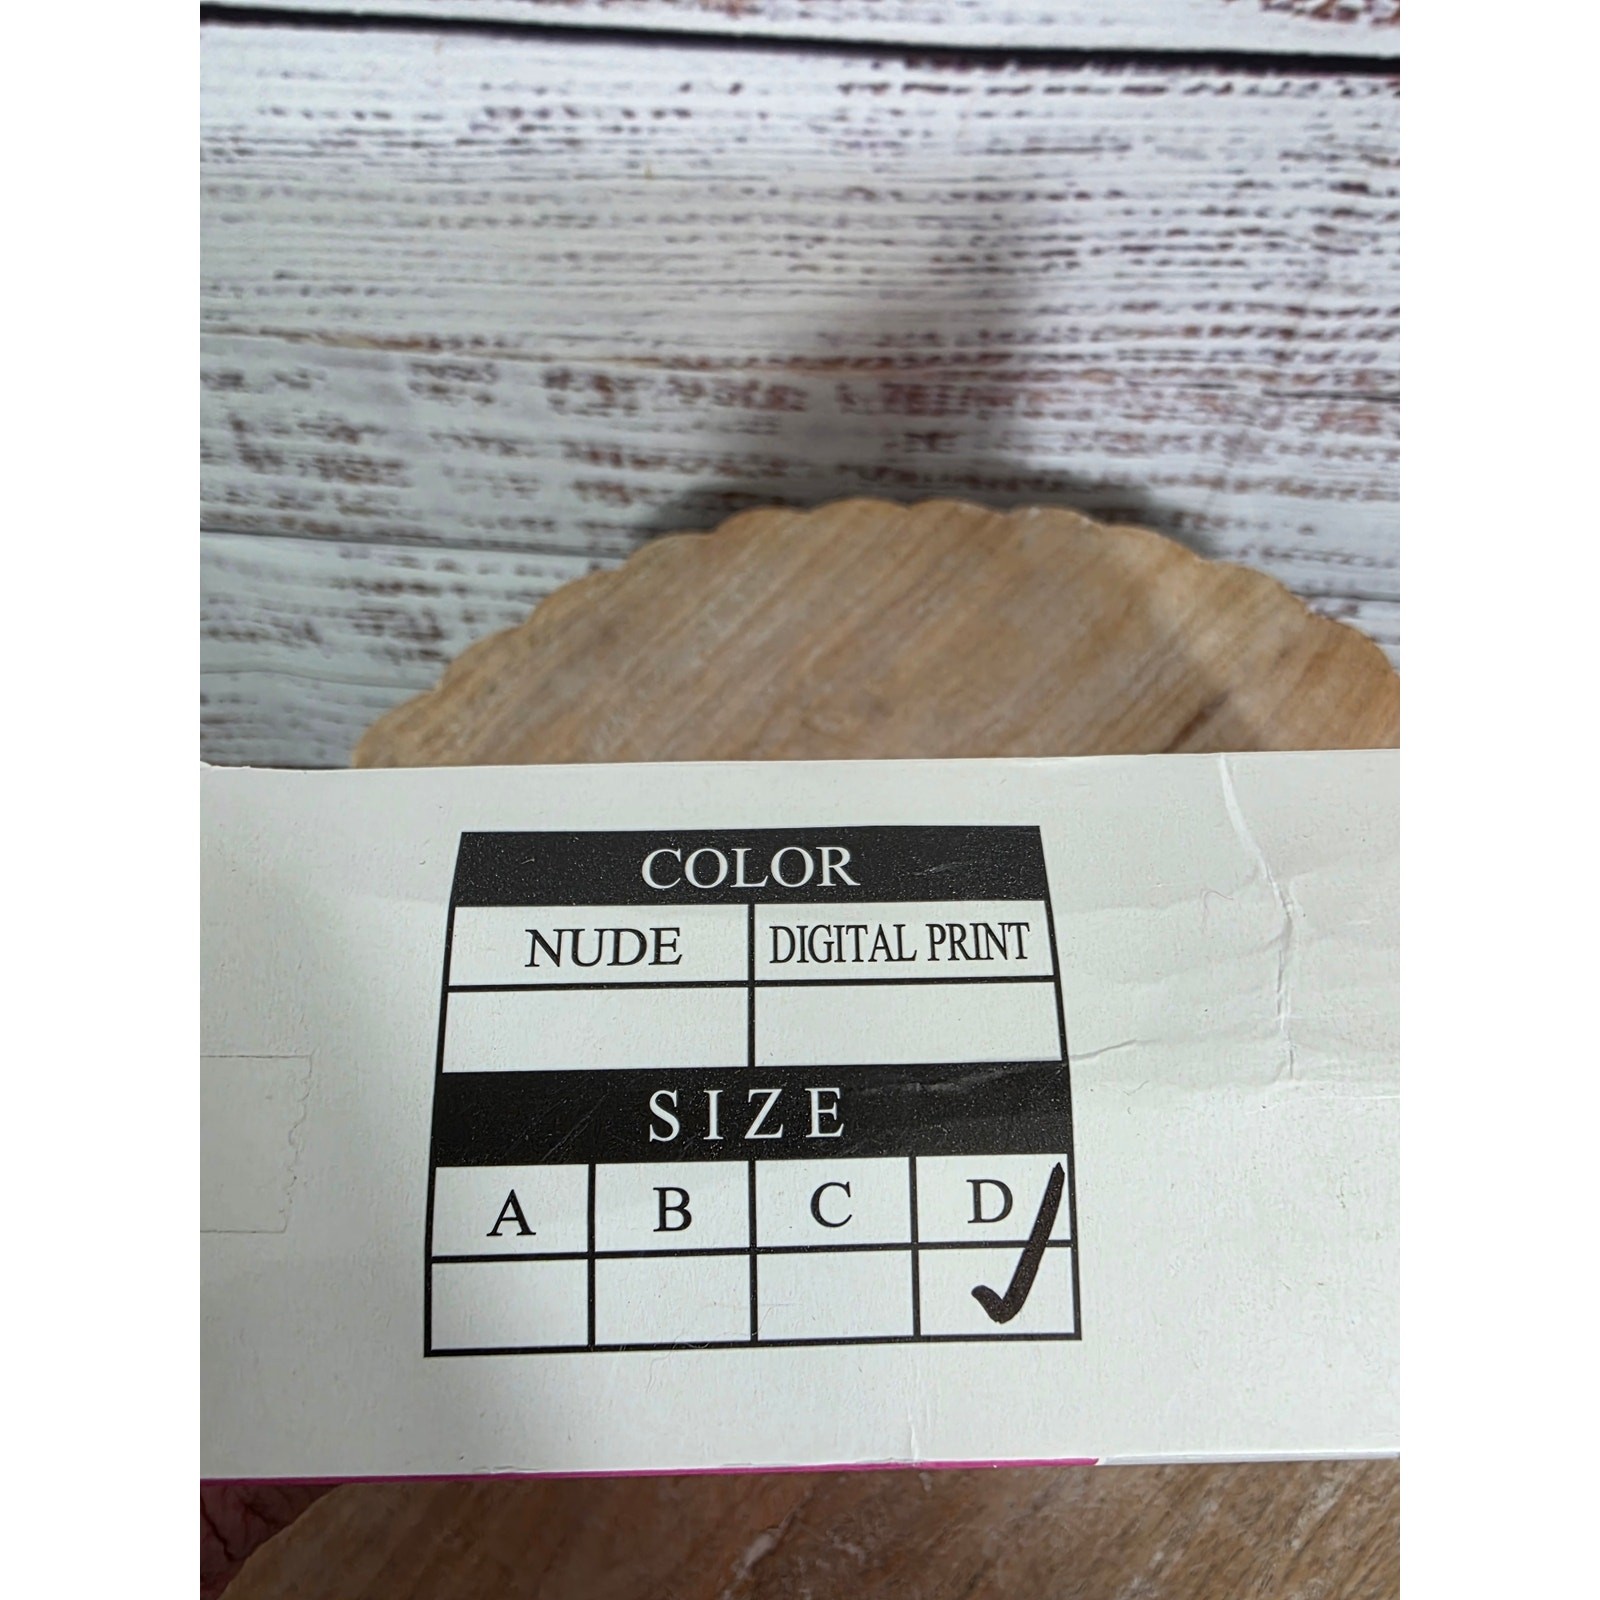 COLOR
NUDE DIGITAL PRINT
SIZE
A B C D